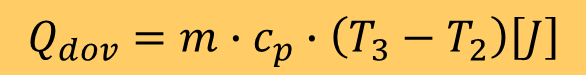 Q_dov = m · c_p · (T_3 − T_2)[J]